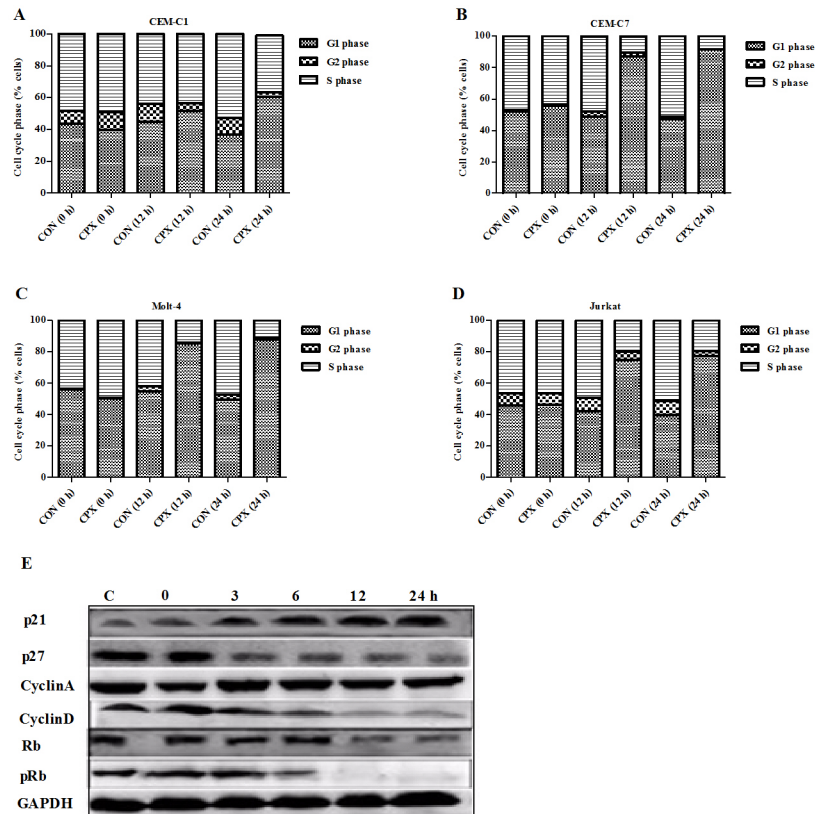 A
CEM-C1
Cell cycle phase (% cells)
100
80
60
40
20
0
G1 phase
G2 phase
S phase
CON (0 h)
CPX (0 h)
CON (12 h)
CPX (12 h)
CON (24 h)
CPX (24 h)
B
CEM-C7
Cell cycle phase (% cells)
100
80
60
40
20
0
G1 phase
G2 phase
S phase
CON (0 h)
CPX (0 h)
CON (12 h)
CPX (12 h)
CON (24 h)
CPX (24 h)
C
Molt-4
Cell cycle phase (% cells)
100
80
60
40
20
0
G1 phase
G2 phase
S phase
CON (0 h)
CPX (0 h)
CON (12 h)
CPX (12 h)
CON (24 h)
CPX (24 h)
D
Jurkat
Cell cycle phase (% cells)
100
80
60
40
20
0
G1 phase
G2 phase
S phase
CON (0 h)
CPX (0 h)
CON (12 h)
CPX (12 h)
CON (24 h)
CPX (24 h)
E
C 0 3 6 12 24 h
p21
p27
CyclinA
CyclinD
Rb
pRb
GAPDH